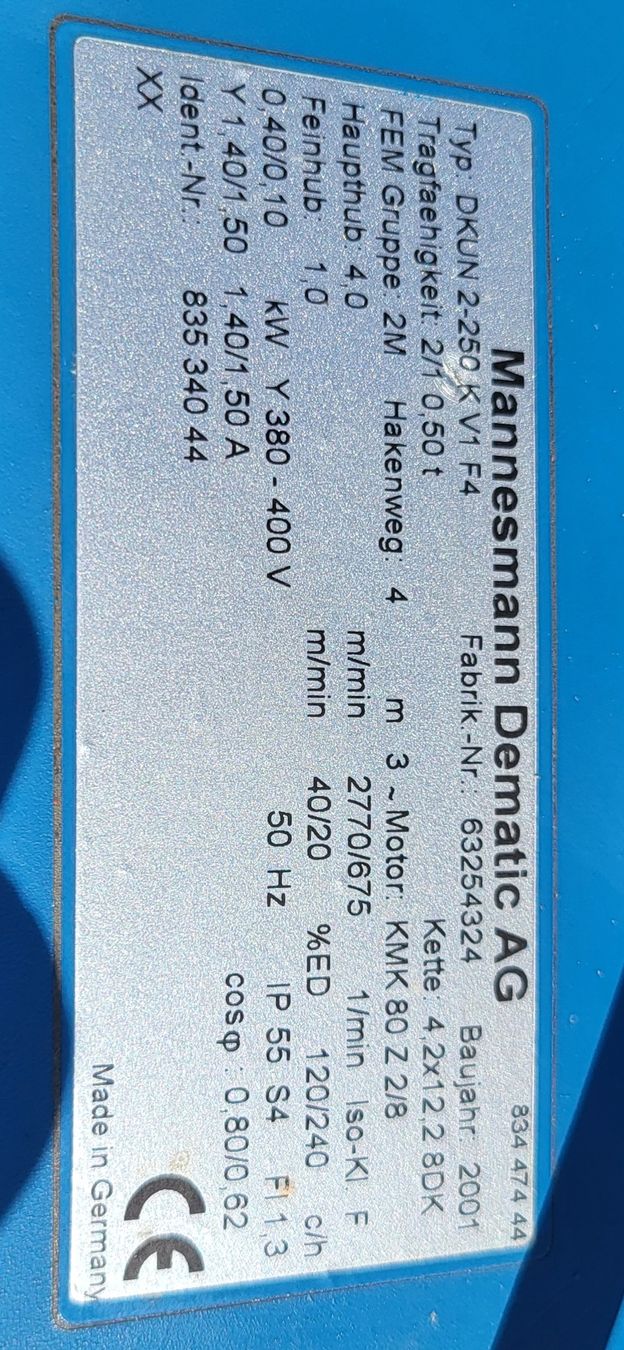 834 474 44
Mannesmann Dematic AG
Typ: DKUN 2-250 K V1 F4 Fabrik.-Nr.: 63254324 Baujahr: 2001
Tragfaehigkeit: 2/1 0,50 t Kette: 4,2x12,2 8DK
FEM Gruppe: 2M Hakenweg: 4 m 3 ~ Motor: KMK 80 Z 2/8
Haupthub: 4,0 m/min 2770/675 1/min Iso-Kl. F
Feinhub: 1,0 m/min 40/20 %ED 120/240 c/h
0,40/0,10 kW Y 380 - 400 V 50 Hz IP 55 S4 FI 1,3
Y 1,40/1,50 1,40/1,50 A cosφ : 0,80/0,62
Ident.-Nr.: 835 340 44
XX
CE
Made in Germany